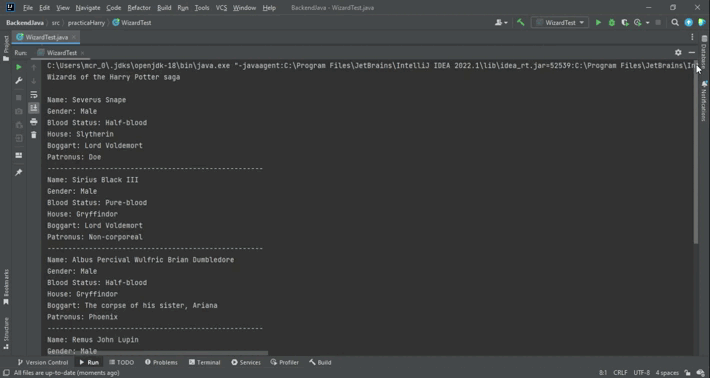 File Edit View Navigate Code Refactor Build Run Tools VCS Window Help BackendJava - WizardTest.java
BackendJava src practicaHarry WizardTest WizardTest
WizardTest.java
Run: WizardTest
C:\Users\mcr_0\.jdks\openjdk-18\bin\java.exe "-javaagent:C:\Program Files\JetBrains\IntelliJ IDEA 2022.1\lib\idea_rt.jar=52539:C:\Program Files\JetBrains\In
Wizards of the Harry Potter saga
Name: Severus Snape
Gender: Male
Blood Status: Half-blood
House: Slytherin
Boggart: Lord Voldemort
Patronus: Doe
--------------------------------------------------
Name: Sirius Black III
Gender: Male
Blood Status: Pure-blood
House: Gryffindor
Boggart: Lord Voldemort
Patronus: Non-corporeal
--------------------------------------------------
Name: Albus Percival Wulfric Brian Dumbledore
Gender: Male
Blood Status: Half-blood
House: Gryffindor
Boggart: The corpse of his sister, Ariana
Patronus: Phoenix
--------------------------------------------------
Name: Remus John Lupin
Gender: Male
Project
Bookmarks
Structure
Database
Notifications
Version Control Run TODO Problems Terminal Services Profiler Build
All files are up-to-date (moments ago) 8:1 CRLF UTF-8 4 spaces